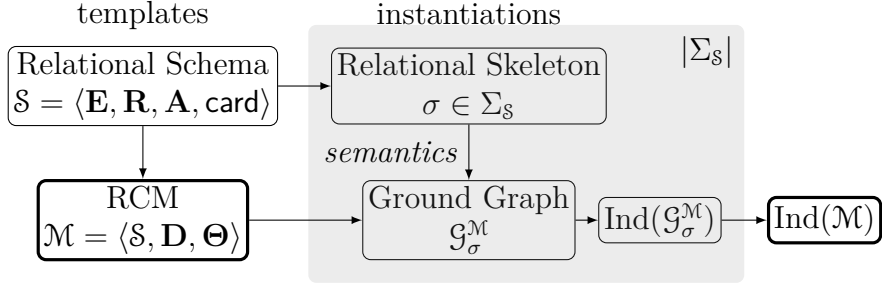 templates
instantiations
|Σ_𝒮|
Relational Schema
𝒮 = ⟨𝐄, 𝐑, 𝐀, card⟩
Relational Skeleton
σ ∈ Σ_𝒮
semantics
RCM
ℳ = ⟨𝒮, 𝐃, 𝚯⟩
Ground Graph
𝒢_σ^ℳ
Ind(𝒢_σ^ℳ)
Ind(ℳ)